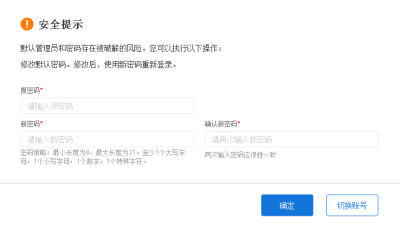 安全提示
默认管理员和密码存在被破解的风险。您可以执行以下操作：
修改默认密码。修改后，使用新密码重新登录。
原密码*
请输入原密码
新密码* 确认新密码*
请输入新密码 请再次输入新密码
密码策略：最小长度为8，最大长度为31，至少1个大写字 两次输入密码应保持一致
母，1个小写字母，1个数字，1个特殊字符。
确定 切换账号